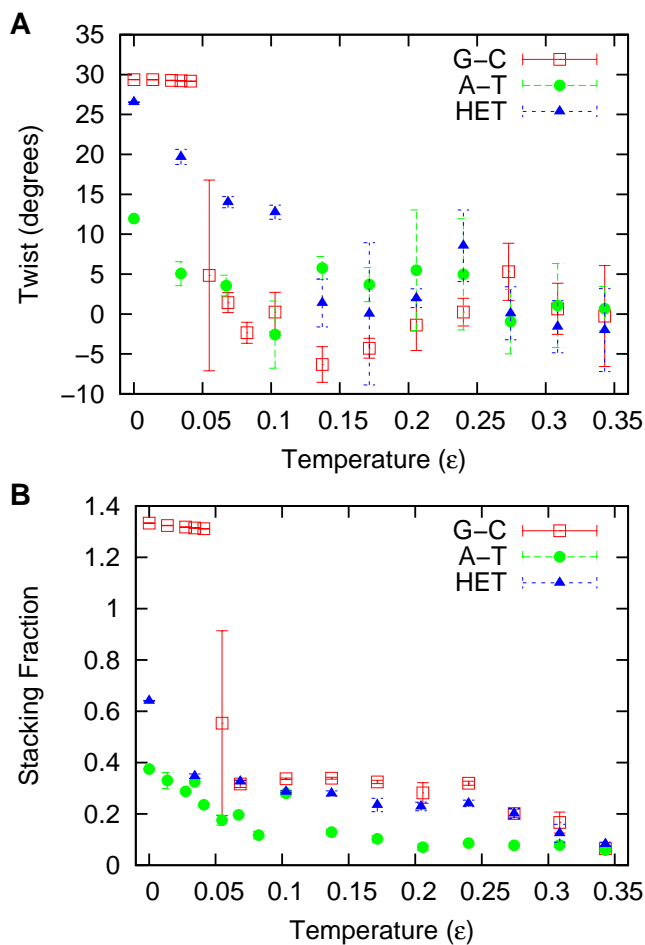 A
35
30
25
20
15
10
5
0
−5
−10
Twist (degrees)
G−C
A−T
HET
0 0.05 0.1 0.15 0.2 0.25 0.3 0.35
Temperature (ε)
B
1.4
1.2
1
0.8
0.6
0.4
0.2
0
Stacking Fraction
G−C
A−T
HET
0 0.05 0.1 0.15 0.2 0.25 0.3 0.35
Temperature (ε)